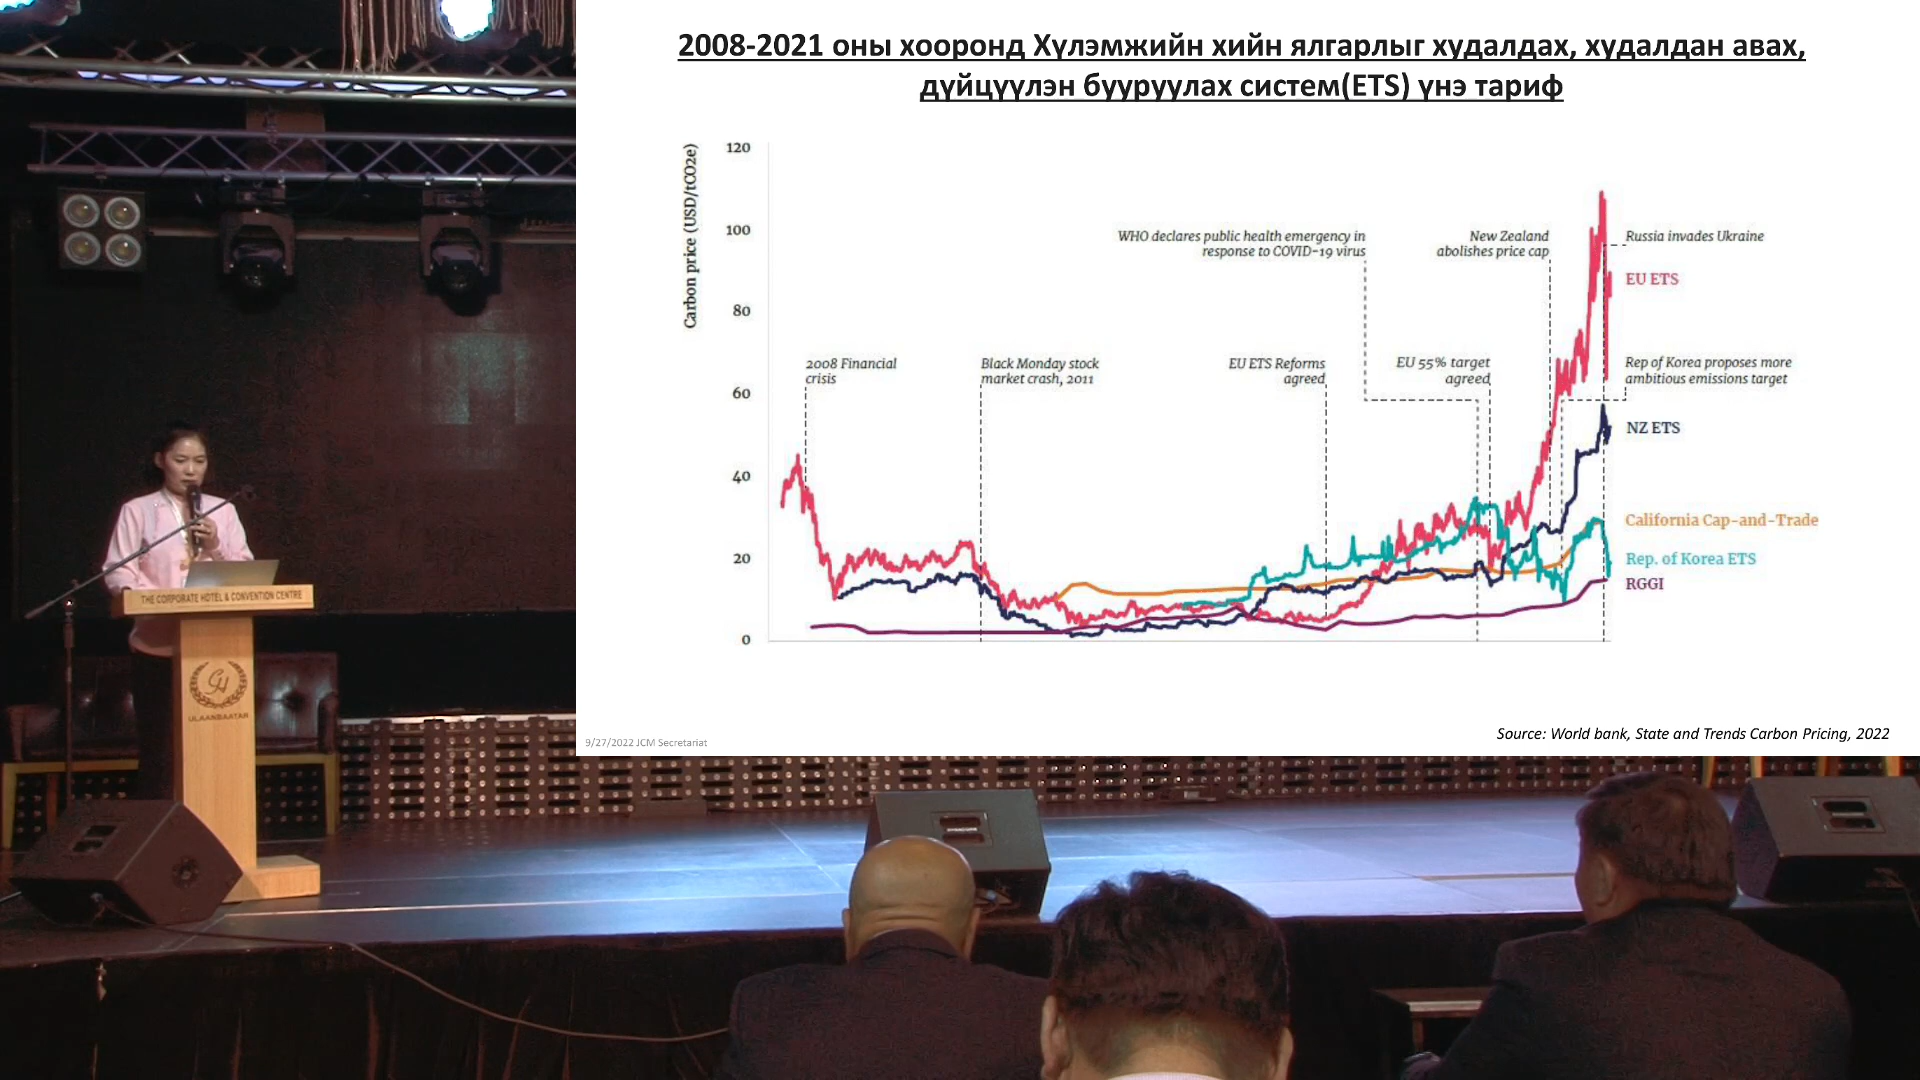 2008-2021 оны хооронд Хүлэмжийн хийн ялгарлыг худалдах, худалдан авах,
дүйцүүлэн бууруулах систем(ETS) үнэ тариф
Carbon price (USD/tCO2e)
120
100
80
60
40
20
0
WHO declares public health emergency in
response to COVID-19 virus
New Zealand
abolishes price cap
Russia invades Ukraine
EU ETS
2008 Financial
crisis
Black Monday stock
market crash, 2011
EU ETS Reforms
agreed
EU 55% target
agreed
Rep of Korea proposes more
ambitious emissions target
NZ ETS
California Cap-and-Trade
Rep. of Korea ETS
RGGI
Source: World bank, State and Trends Carbon Pricing, 2022
9/27/2022 JCM Secretariat
THE CORPORATE HOTEL & CONVENTION CENTRE
GH
ULAANBAATAR